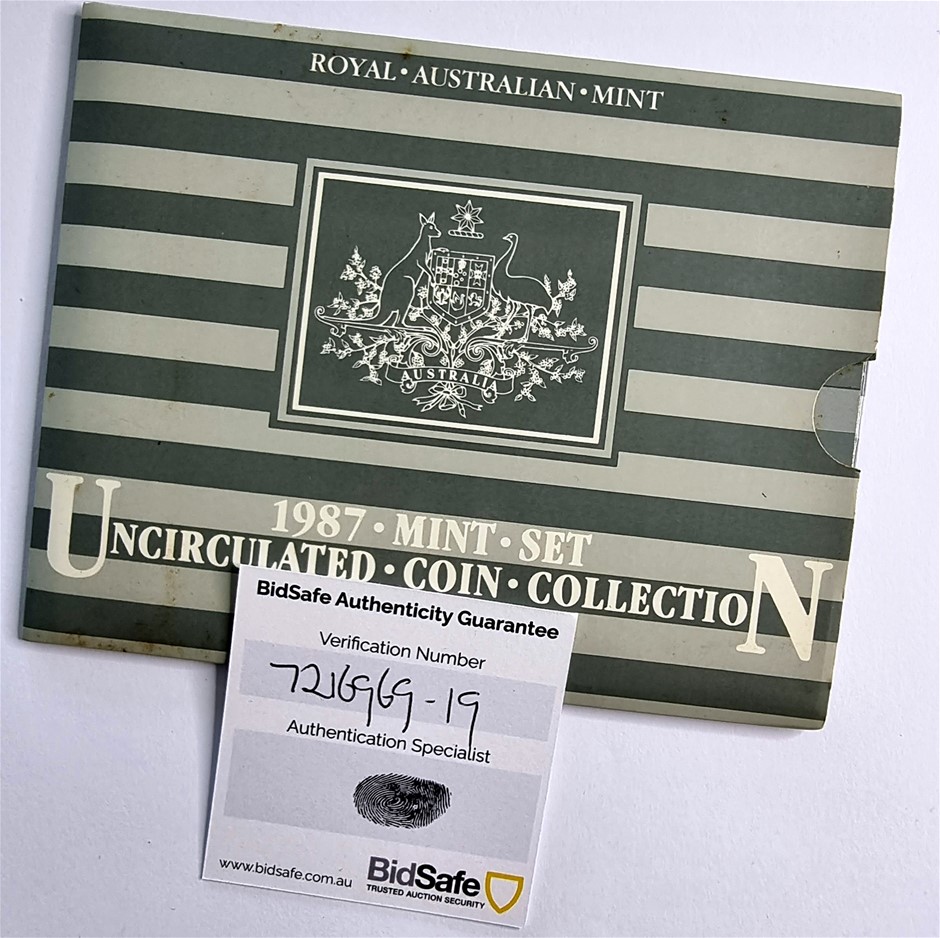 ROYAL • AUSTRALIAN • MINT
AUSTRALIA
1987 • MINT • SET
UNCIRCULATED • COIN • COLLECTION
BidSafe Authenticity Guarantee
Verification Number
7216969-19
Authentication Specialist
www.bidsafe.com.au
BidSafe
TRUSTED AUCTION SECURITY